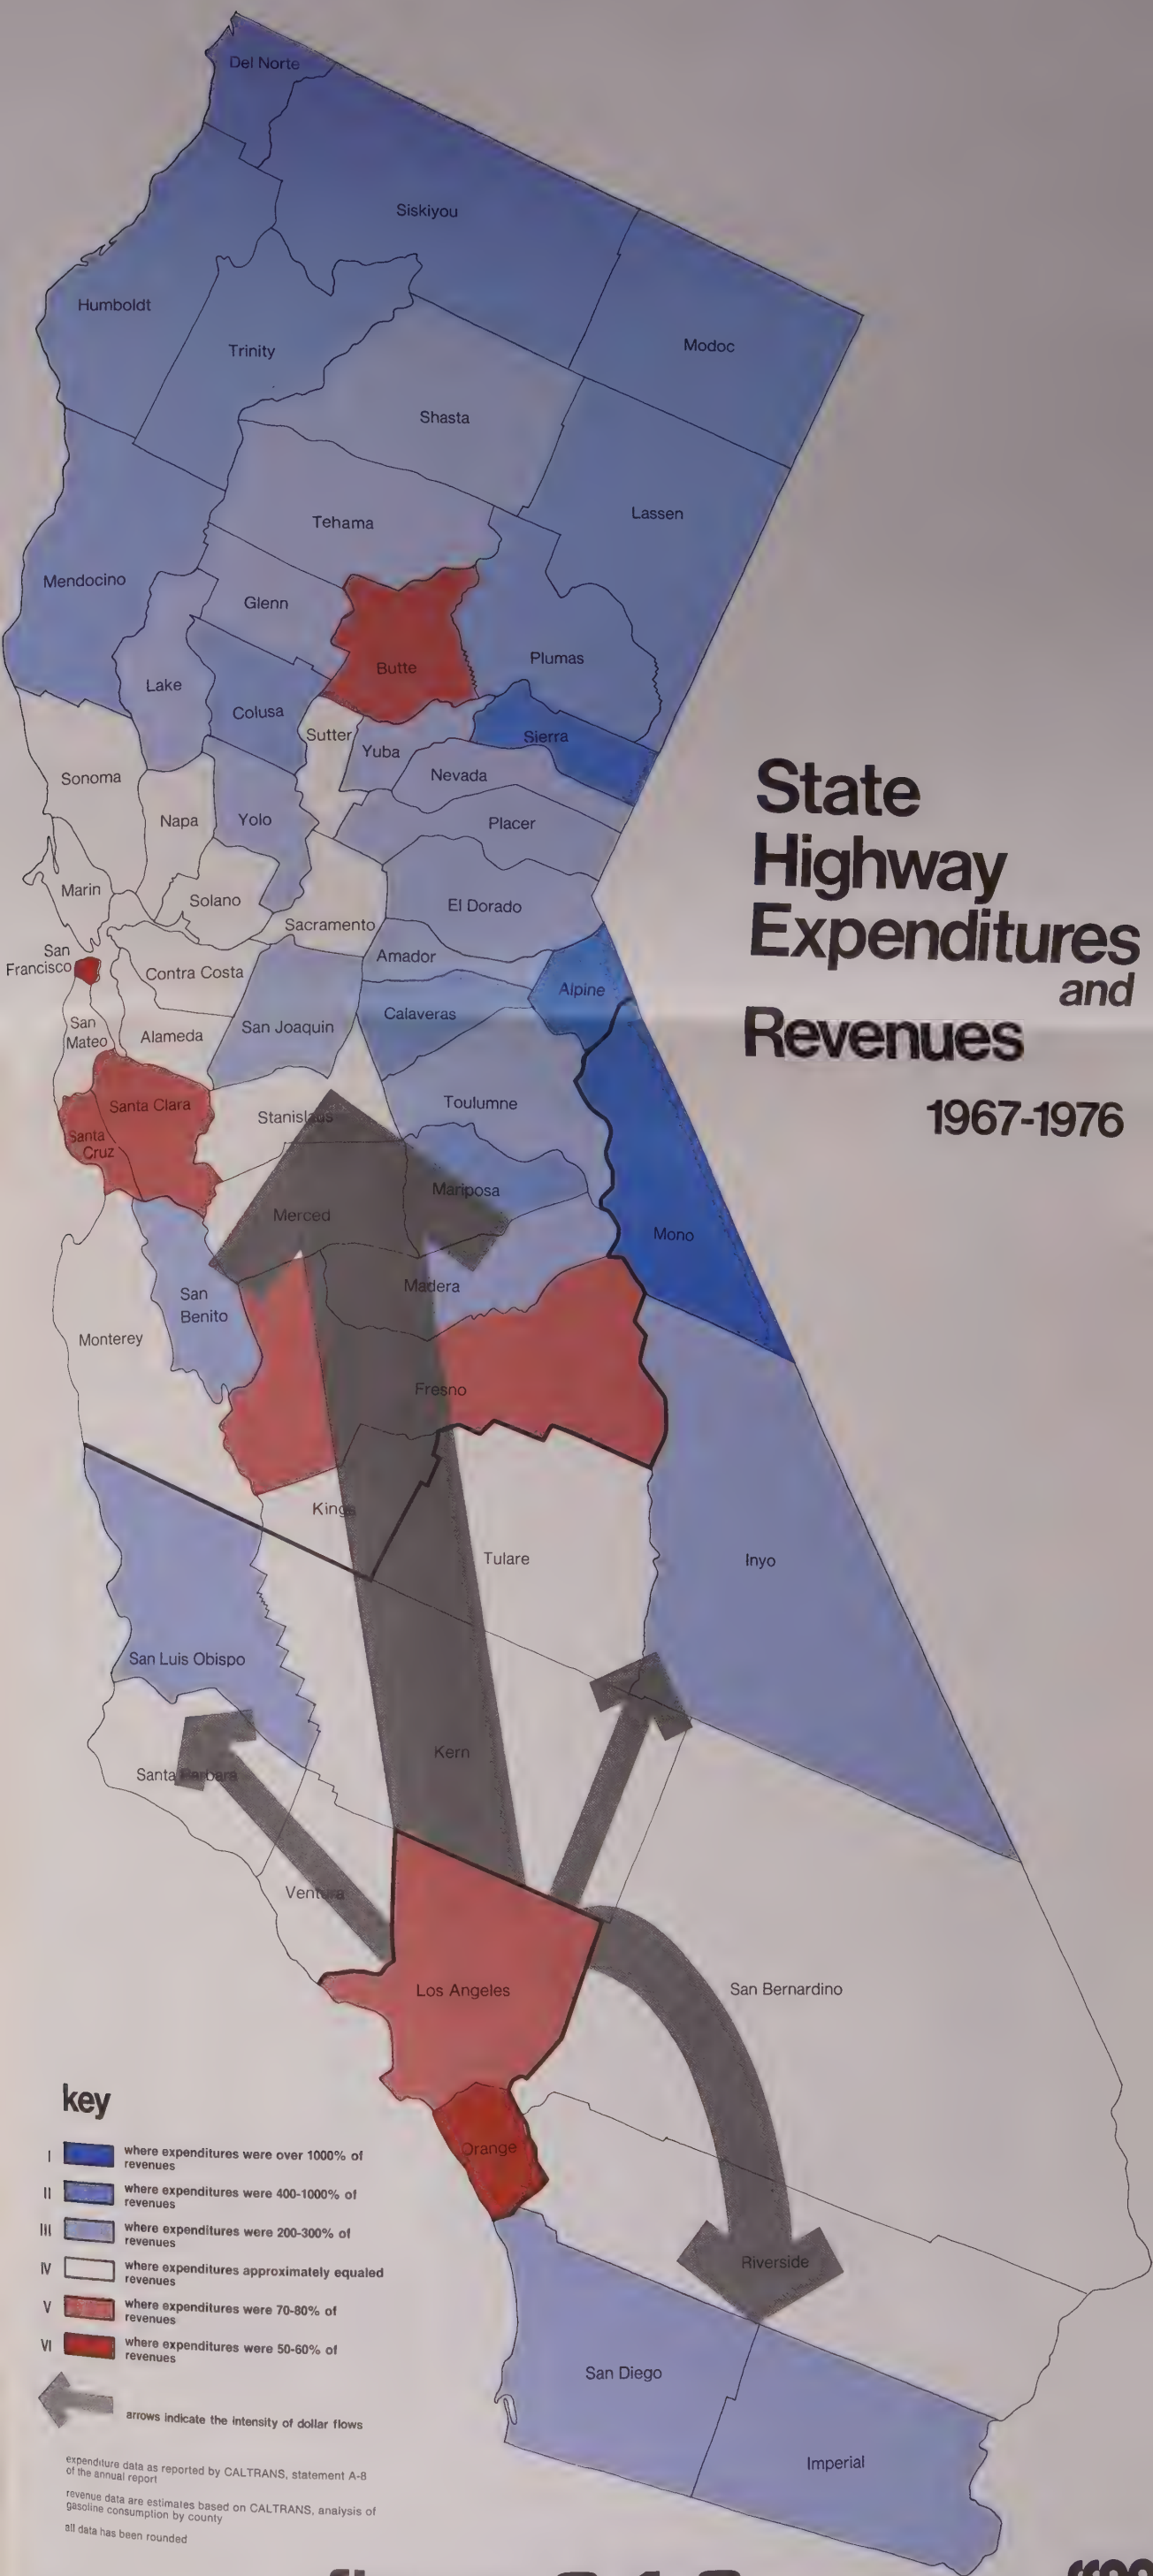 Del Norte
Siskiyou
Humboldt
Trinity
Modoc
Shasta
Lassen
Tehama
Mendocino
Glenn
Butte
Plumas
Lake
Colusa
Sutter
Sierra
Yuba
Nevada
Sonoma
Napa
Yolo
Placer
Marin
Solano
El Dorado
Sacramento
San
Francisco
Contra Costa
Amador
Alpine
San
Mateo
Alameda
San Joaquin
Calaveras
Santa Clara
Stanislaus
Toulumne
Santa
Cruz
Merced
Mariposa
Mono
San
Benito
Madera
Monterey
Fresno
Kings
Tulare
Inyo
San Luis Obispo
Kern
Santa Barbara
Ventura
Los Angeles
San Bernardino
Orange
Riverside
San Diego
Imperial
State
Highway
Expenditures
and
Revenues
1967-1976
key
I where expenditures were over 1000% of
revenues
II where expenditures were 400-1000% of
revenues
III where expenditures were 200-300% of
revenues
IV where expenditures approximately equaled
revenues
V where expenditures were 70-80% of
revenues
VI where expenditures were 50-60% of
revenues
arrows indicate the intensity of dollar flows
expenditure data as reported by CALTRANS, statement A-8
of the annual report
revenue data are estimates based on CALTRANS, analysis of
gasoline consumption by county
all data has been rounded